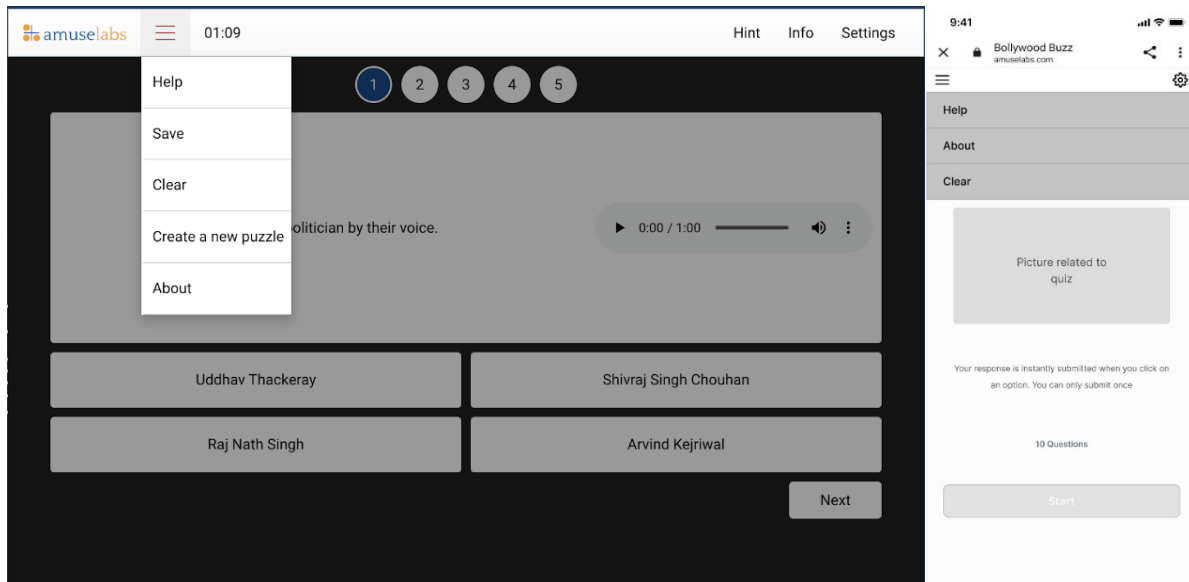 amuselabs
01:09
Hint
Info
Settings
Help
Save
Clear
Create a new puzzle
About
1
2
3
4
5
olitician by their voice.
0:00 / 1:00
Uddhav Thackeray
Shivraj Singh Chouhan
Raj Nath Singh
Arvind Kejriwal
Next
9:41
Bollywood Buzz
amuselabs.com
Help
About
Clear
Picture related to
quiz
Your response is instantly submitted when you click on
an option. You can only submit once
10 Questions
Start